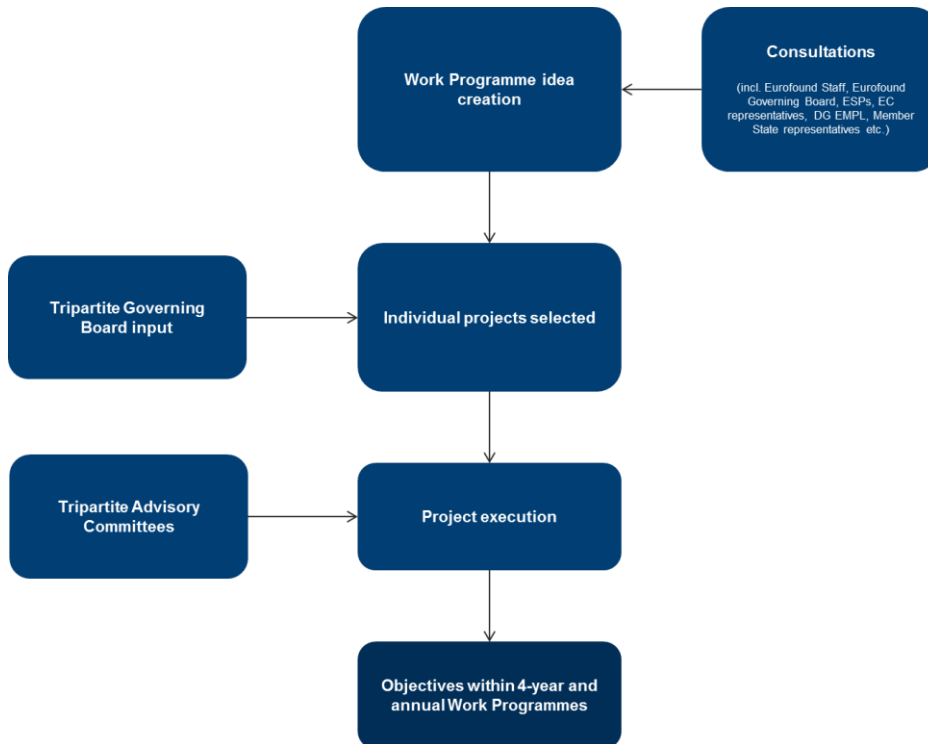 Work Programme idea
creation
Consultations
(incl. Eurofound Staff, Eurofound
Governing Board, ESPs, EC
representatives, DG EMPL, Member
State representatives etc.)
Tripartite Governing
Board input
Individual projects selected
Tripartite Advisory
Committees
Project execution
Objectives within 4-year and
annual Work Programmes